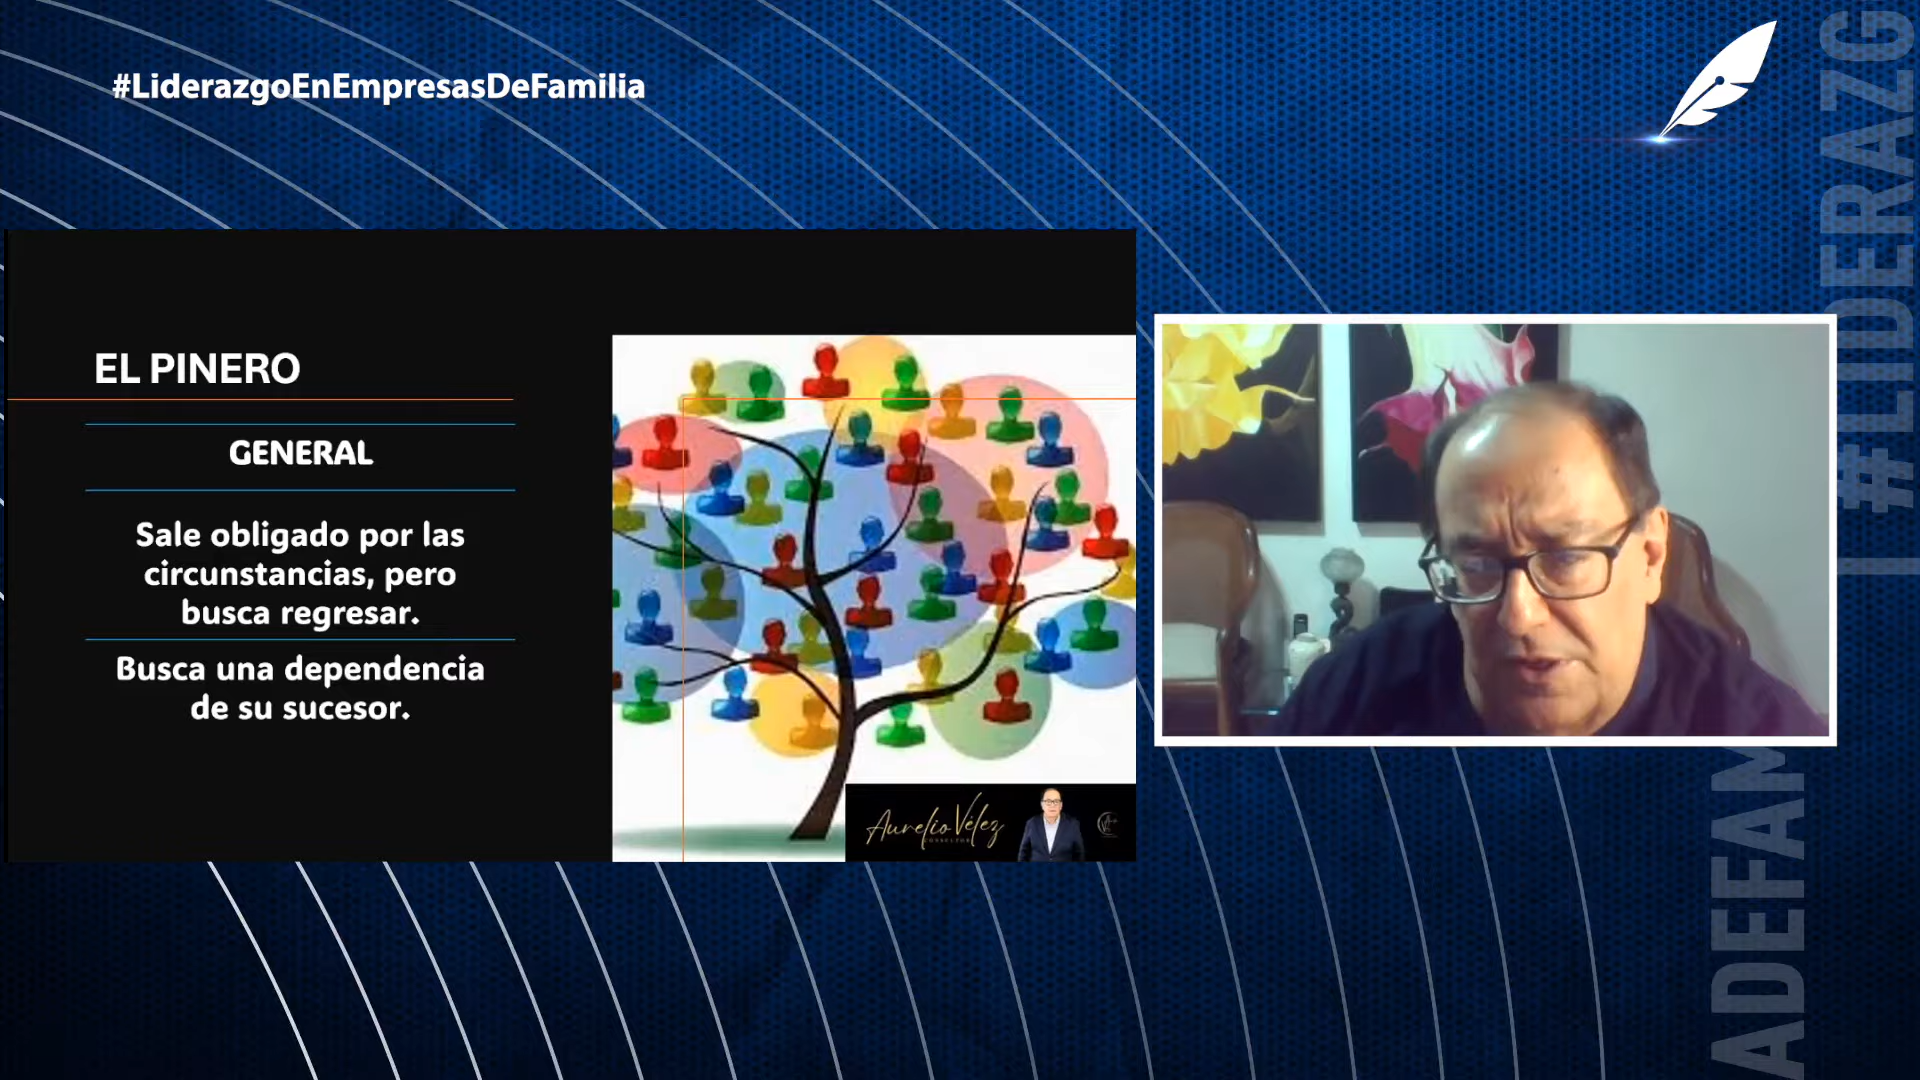 #LiderazgoEnEmpresasDeFamilia
EL PINERO
GENERAL
Sale obligado por las
circunstancias, pero
busca regresar.
Busca una dependencia
de su sucesor.
Aurelio Vélez
CONSULTOR
#LIDERAZG
ADEFAM